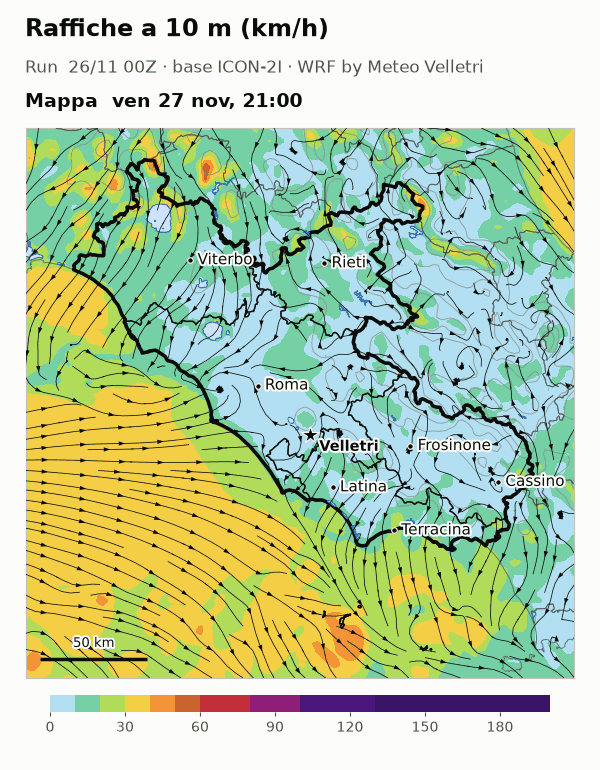 Raffiche a 10 m (km/h)
Run  26/11 00Z · base ICON-2I · WRF by Meteo Velletri
Mappa  ven 27 nov, 21:00
Viterbo
Rieti
Roma
Velletri
Frosinone
Latina
Cassino
Terracina
50 km
0 30 60 90 120 150 180